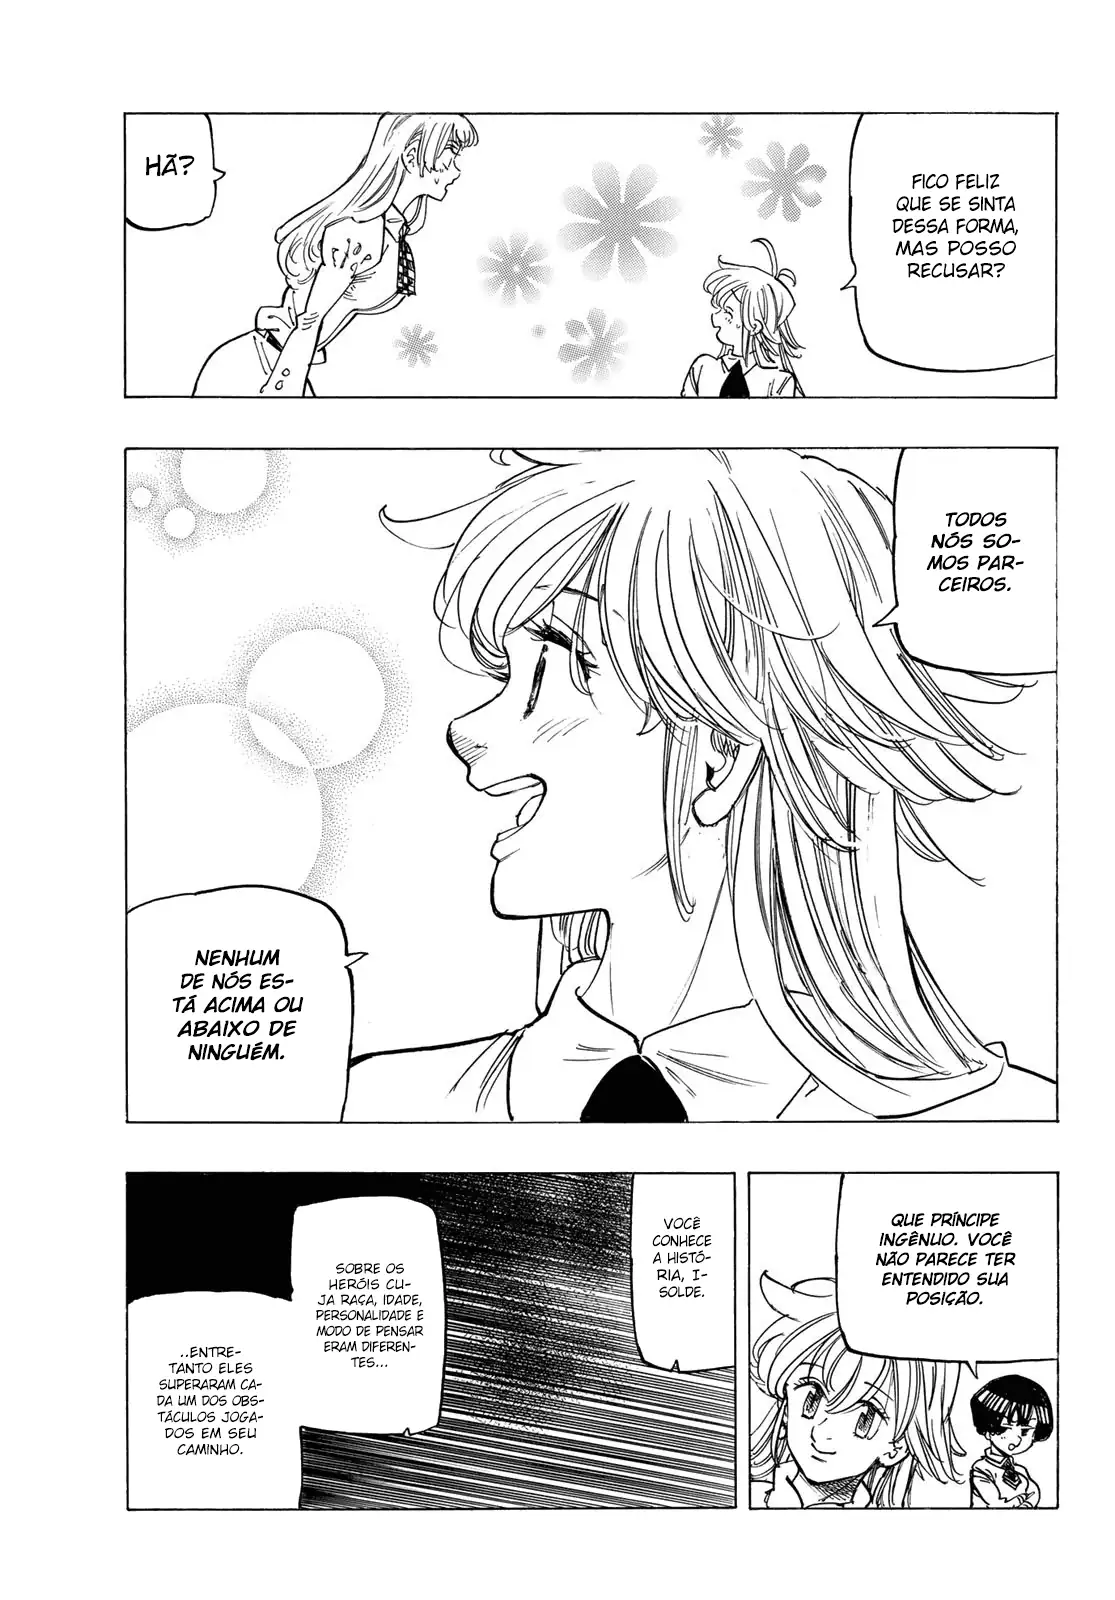 FICO FELIZ
QUE SE SINTA
DESSA FORMA,
MAS POSSO
RECUSAR?
HÃ?
TODOS
NÓS SO-
MOS PAR-
CEIROS.
NENHUM
DE NÓS ES-
TÁ ACIMA OU
ABAIXO DE
NINGUÉM.
QUE PRÍNCIPE
INGÊNUO. VOCÊ
NÃO PARECE TER
ENTENDIDO SUA
POSIÇÃO.
VOCÊ
CONHECE
A HISTÓ-
RIA, I-
SOLDE.
SOBRE OS
HERÓIS CU-
JA RAÇA, IDADE,
PERSONALIDADE E
MODO DE PENSAR
ERAM DIFEREN-
TES...
..ENTRE-
TANTO ELES
SUPERARAM CA-
DA UM DOS OBS-
TÁCULOS JOGA-
DOS EM SEU
CAMINHO.